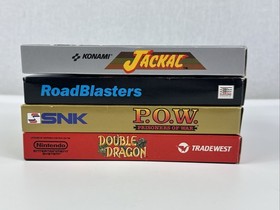 KONAMI JACKAL
RoadBlasters
SNK P.O.W.
PRISONERS OF WAR
Nintendo DOUBLE DRAGON TRADEWEST